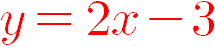 y = 2x − 3